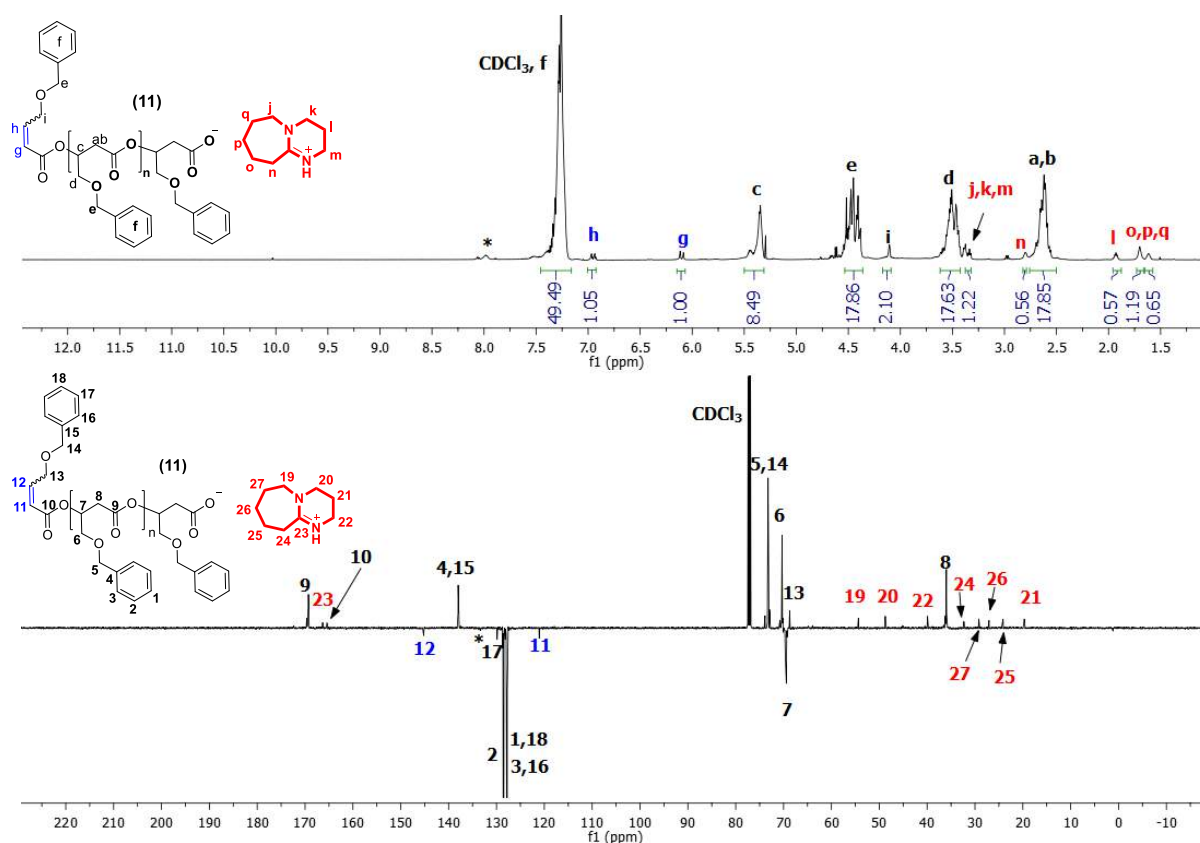 f
e
O
(11)
i
h
g
O
O
c
ab
O
O
n
O
O⁻
O
d
O
O
e
f
q
j
k
N
l
p
+
m
o
NH
n
CDCl3, f
*
h
g
c
e
i
d
j,k,m
n
a,b
l
o,p,q
49.49
1.05
1.00
8.49
17.86
2.10
17.63
1.22
0.56
17.85
0.57
1.19
0.65
12.0 11.5 11.0 10.5 10.0 9.5 9.0 8.5 8.0 7.5 7.0 6.5 6.0 5.5 5.0 4.5 4.0 3.5 3.0 2.5 2.0 1.5
f1 (ppm)
18
17
16
15
14
O
13
(11)
12
11
10
O
O
7
8
9
O
O
n
O
O⁻
O
6
O
O
5
4
3
2
1
27
19
20
N
21
26
+
22
25
23
NH
24
9
23
10
4,15
12
*
17
2
1,18
3,16
11
CDCl3
5,14
6
13
7
19
20
22
8
24
27
26
25
21
220 210 200 190 180 170 160 150 140 130 120 110 100 90 80 70 60 50 40 30 20 10 0 -10
f1 (ppm)